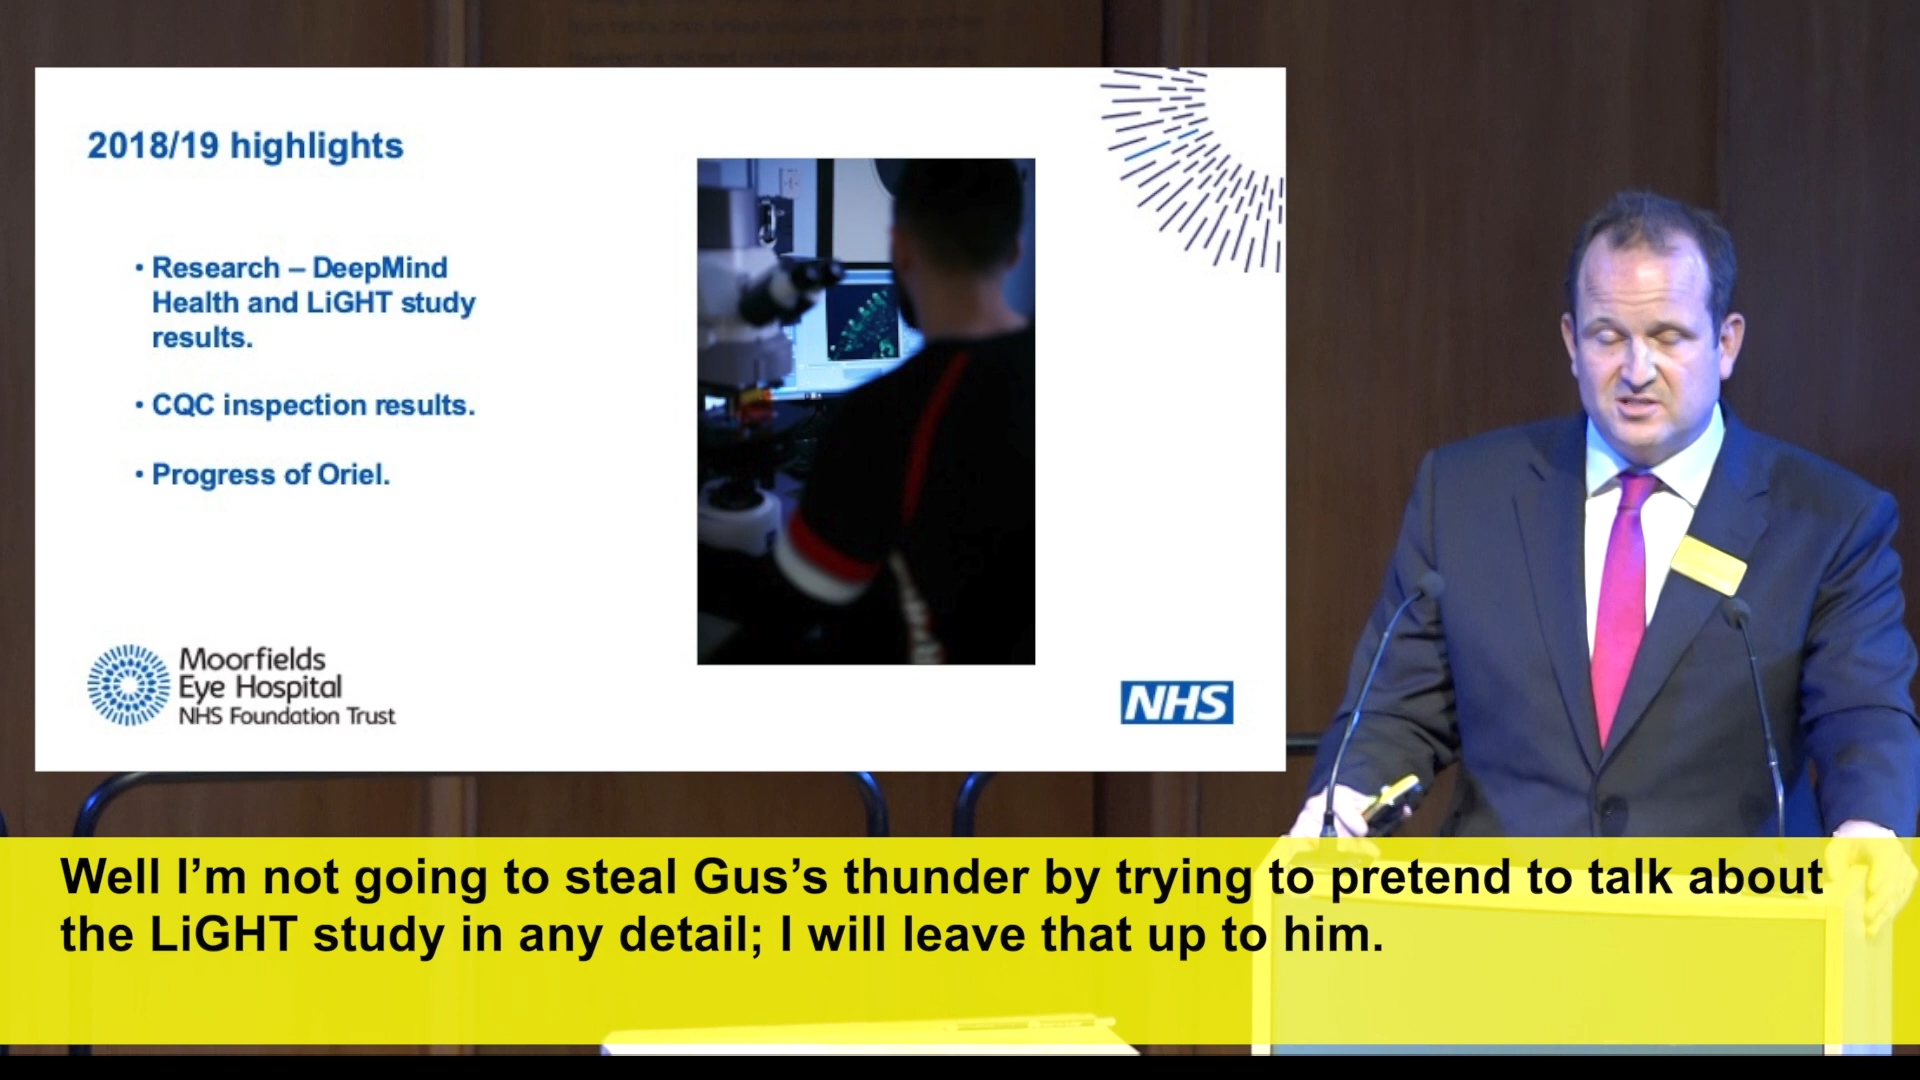 2018/19 highlights
• Research – DeepMind
Health and LiGHT study
results.
• CQC inspection results.
• Progress of Oriel.
Moorfields
Eye Hospital
NHS Foundation Trust
NHS
Well I’m not going to steal Gus’s thunder by trying to pretend to talk about
the LiGHT study in any detail; I will leave that up to him.